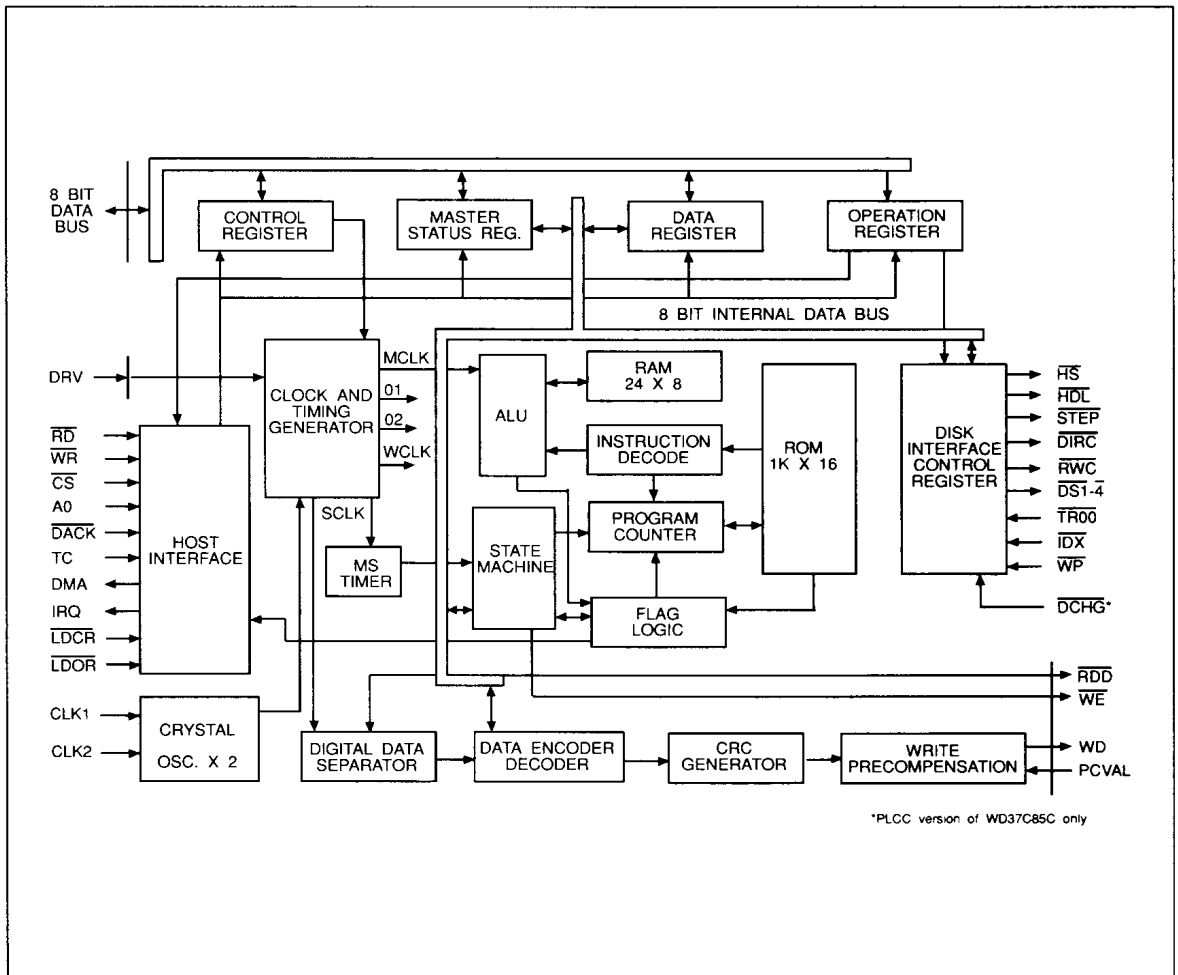 8 BIT
DATA
BUS
CONTROL
REGISTER
MASTER
STATUS REG.
DATA
REGISTER
OPERATION
REGISTER
8 BIT INTERNAL DATA BUS
DRV
CLOCK AND
TIMING
GENERATOR
MCLK
01
02
WCLK
SCLK
ALU
RAM
24 X 8
INSTRUCTION
DECODE
PROGRAM
COUNTER
ROM
1K X 16
DISK
INTERFACE
CONTROL
REGISTER
HS
HDL
STEP
DIRC
RWC
DS1-4
TR00
IDX
WP
DCHG*
RD
WR
CS
A0
DACK
TC
DMA
IRQ
LDCR
LDOR
HOST
INTERFACE
MS
TIMER
STATE
MACHINE
FLAG
LOGIC
CLK1
CLK2
CRYSTAL
OSC. X 2
DIGITAL DATA
SEPARATOR
DATA ENCODER
DECODER
CRC
GENERATOR
WRITE
PRECOMPENSATION
RDD
WE
WD
PCVAL
*PLCC version of WD37C85C only